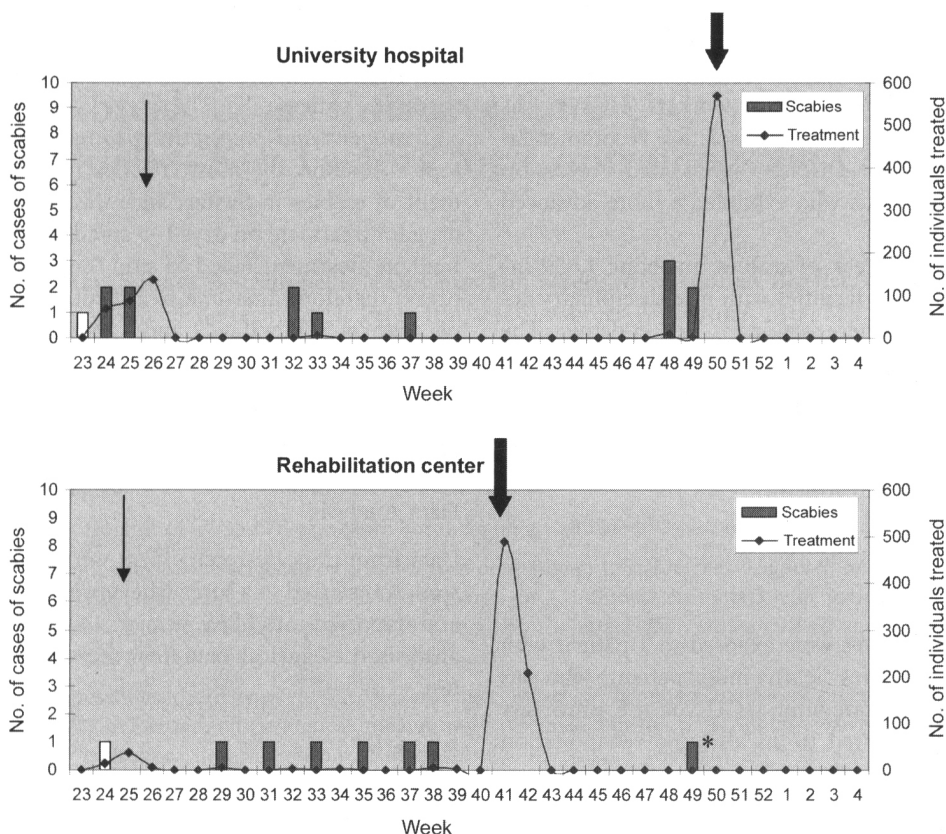 University hospital
No. of cases of scabies
10
9
8
7
6
5
4
3
2
1
0
600
500
400
300
200
100
0
No. of individuals treated
Scabies
Treatment
23 24 25 26 27 28 29 30 31 32 33 34 35 36 37 38 39 40 41 42 43 44 45 46 47 48 49 50 51 52 1 2 3 4
Week
Rehabilitation center
No. of cases of scabies
10
9
8
7
6
5
4
3
2
1
0
600
500
400
300
200
100
0
No. of individuals treated
Scabies
Treatment
*
23 24 25 26 27 28 29 30 31 32 33 34 35 36 37 38 39 40 41 42 43 44 45 46 47 48 49 50 51 52 1 2 3 4
Week